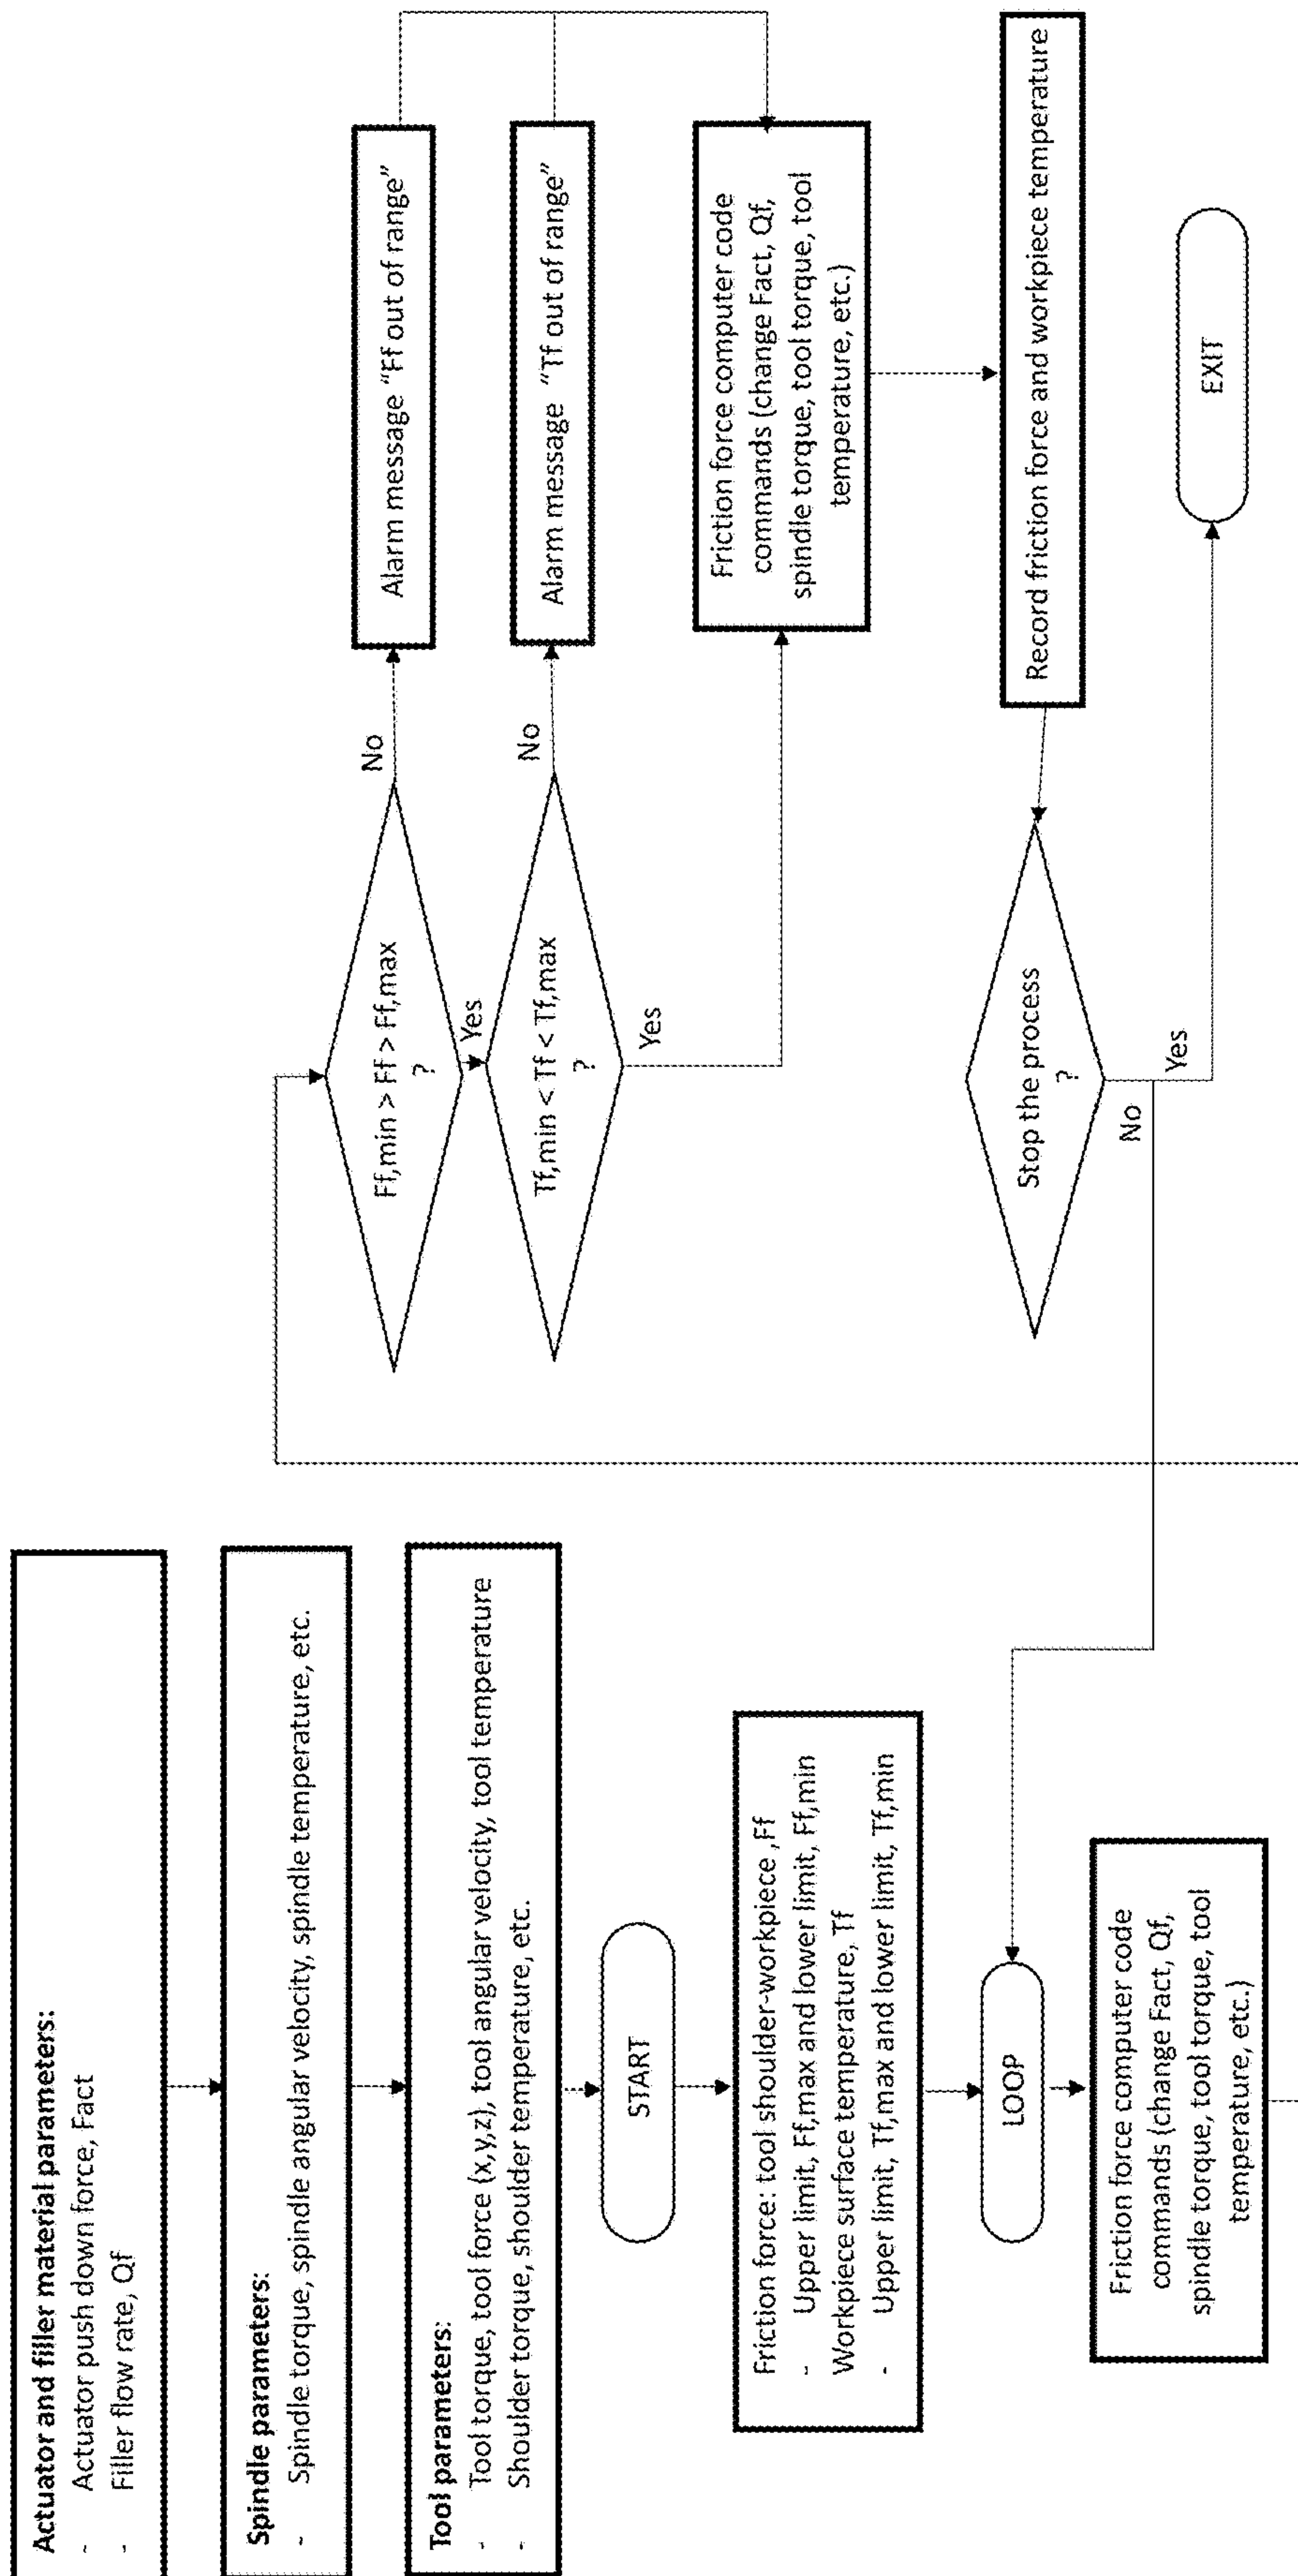 Actuator and filler material parameters:
- Actuator push down force, Fact
- Filler flow rate, Qf
Spindle parameters:
- Spindle torque, spindle angular velocity, spindle temperature, etc.
Tool parameters:
- Tool torque, tool force (x,y,z), tool angular velocity, tool temperature
- Shoulder torque, shoulder temperature, etc.
START
Friction force: tool shoulder-workpiece ,Ff
- Upper limit, Ff,max and lower limit, Ff,min
Workpiece surface temperature, Tf
- Upper limit, Tf,max and lower limit, Tf,min
LOOP
Friction force computer code
commands (change Fact, Qf,
spindle torque, tool torque, tool
temperature, etc.)
Ff,min > Ff > Ff,max
?
No
Alarm message "Ff out of range"
Yes
Tf,min < Tf < Tf,max
?
No
Alarm message "Tf out of range"
Yes
Friction force computer code
commands (change Fact, Qf,
spindle torque, tool torque, tool
temperature, etc.)
Record friction force and workpiece temperature
Stop the process
?
No
Yes
EXIT